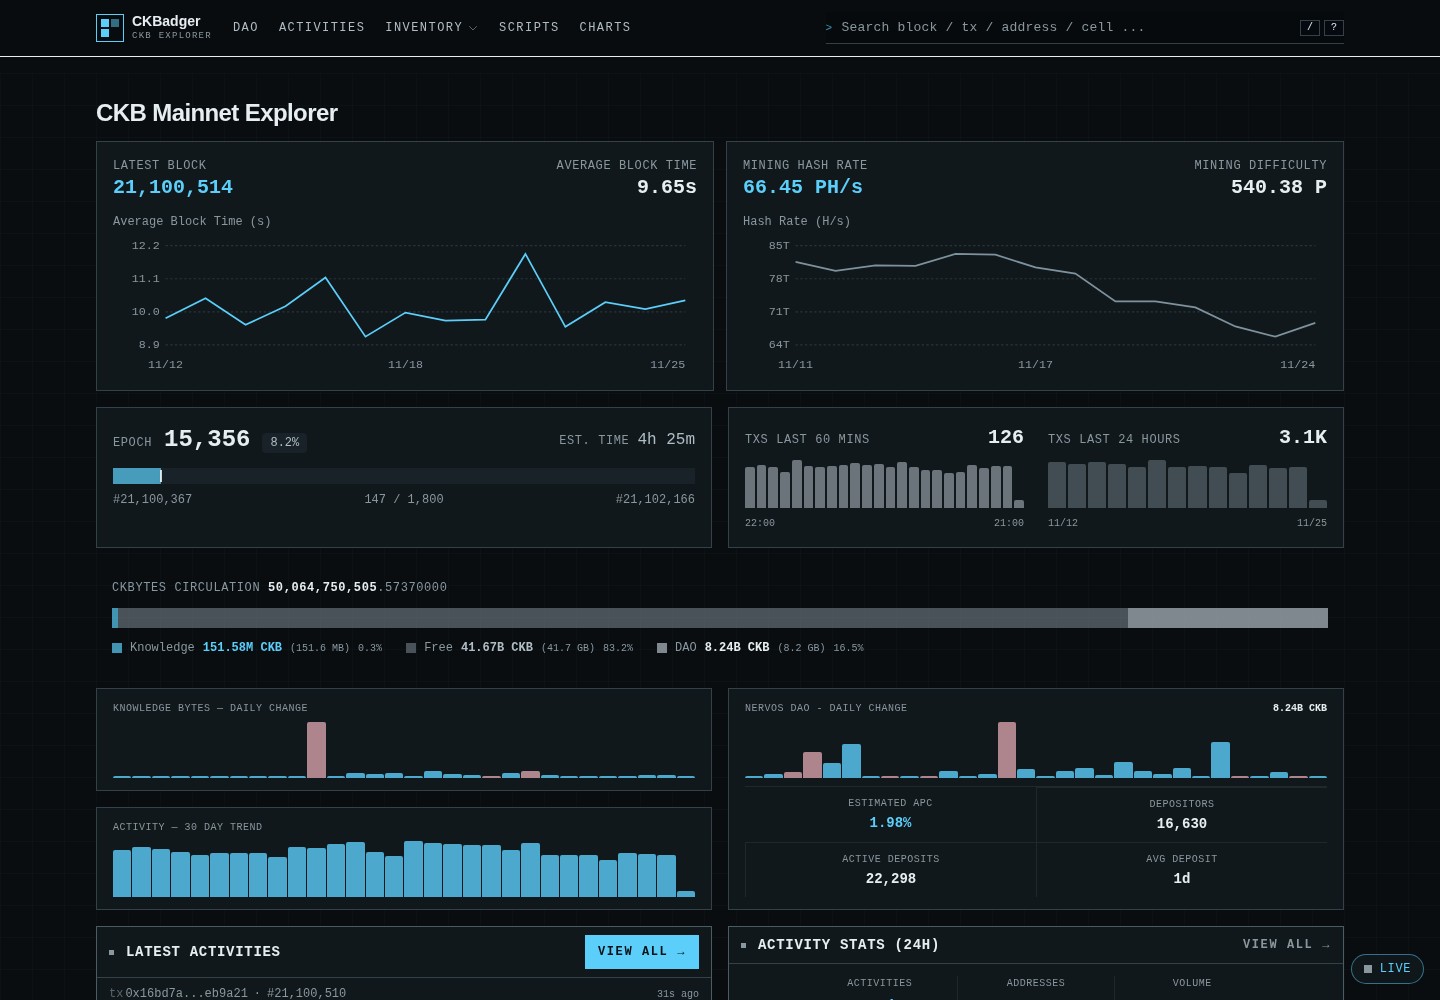 CKBadger
CKB EXPLORER
DAO
ACTIVITIES
INVENTORY
SCRIPTS
CHARTS
> Search block / tx / address / cell ...
/
?
CKB Mainnet Explorer
LATEST BLOCK
21,100,514
AVERAGE BLOCK TIME
9.65s
Average Block Time (s)
12.2
11.1
10.0
8.9
11/12
11/18
11/25
MINING HASH RATE
66.45 PH/s
MINING DIFFICULTY
540.38 P
Hash Rate (H/s)
85T
78T
71T
64T
11/11
11/17
11/24
EPOCH 15,356 8.2%
EST. TIME 4h 25m
#21,100,367
147 / 1,800
#21,102,166
TXS LAST 60 MINS
126
22:00
21:00
TXS LAST 24 HOURS
3.1K
11/12
11/25
CKBYTES CIRCULATION 50,064,750,505.57370000
Knowledge 151.58M CKB (151.6 MB) 0.3%
Free 41.67B CKB (41.7 GB) 83.2%
DAO 8.24B CKB (8.2 GB) 16.5%
KNOWLEDGE BYTES — DAILY CHANGE
ACTIVITY — 30 DAY TREND
NERVOS DAO - DAILY CHANGE
8.24B CKB
ESTIMATED APC
1.98%
DEPOSITORS
16,630
ACTIVE DEPOSITS
22,298
AVG DEPOSIT
1d
LATEST ACTIVITIES
VIEW ALL →
tx 0x16bd7a...eb9a21 · #21,100,510
31s ago
ACTIVITY STATS (24H)
VIEW ALL →
ACTIVITIES
ADDRESSES
VOLUME
LIVE